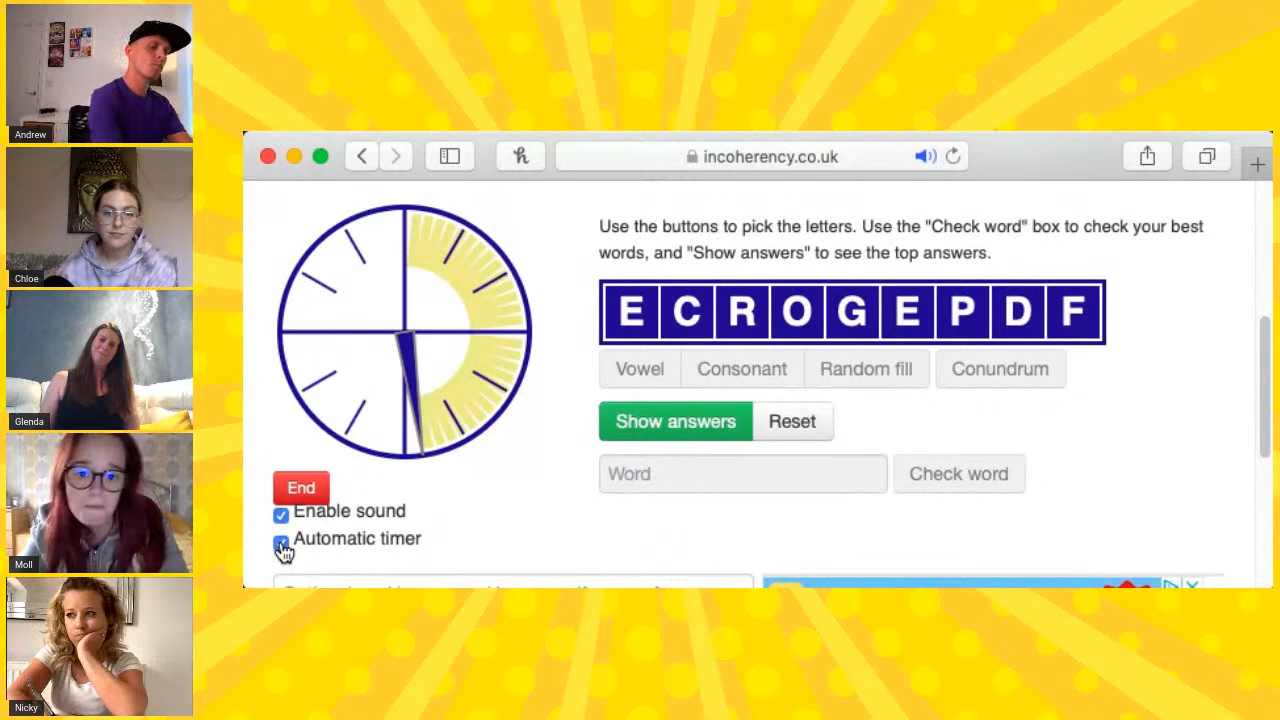 Andrew
Chloe
Glenda
Moll
Nicky
incoherency.co.uk
Use the buttons to pick the letters. Use the "Check word" box to check your best
words, and "Show answers" to see the top answers.
E C R O G E P D F
Vowel Consonant Random fill Conundrum
Show answers Reset
Word Check word
End
Enable sound
Automatic timer